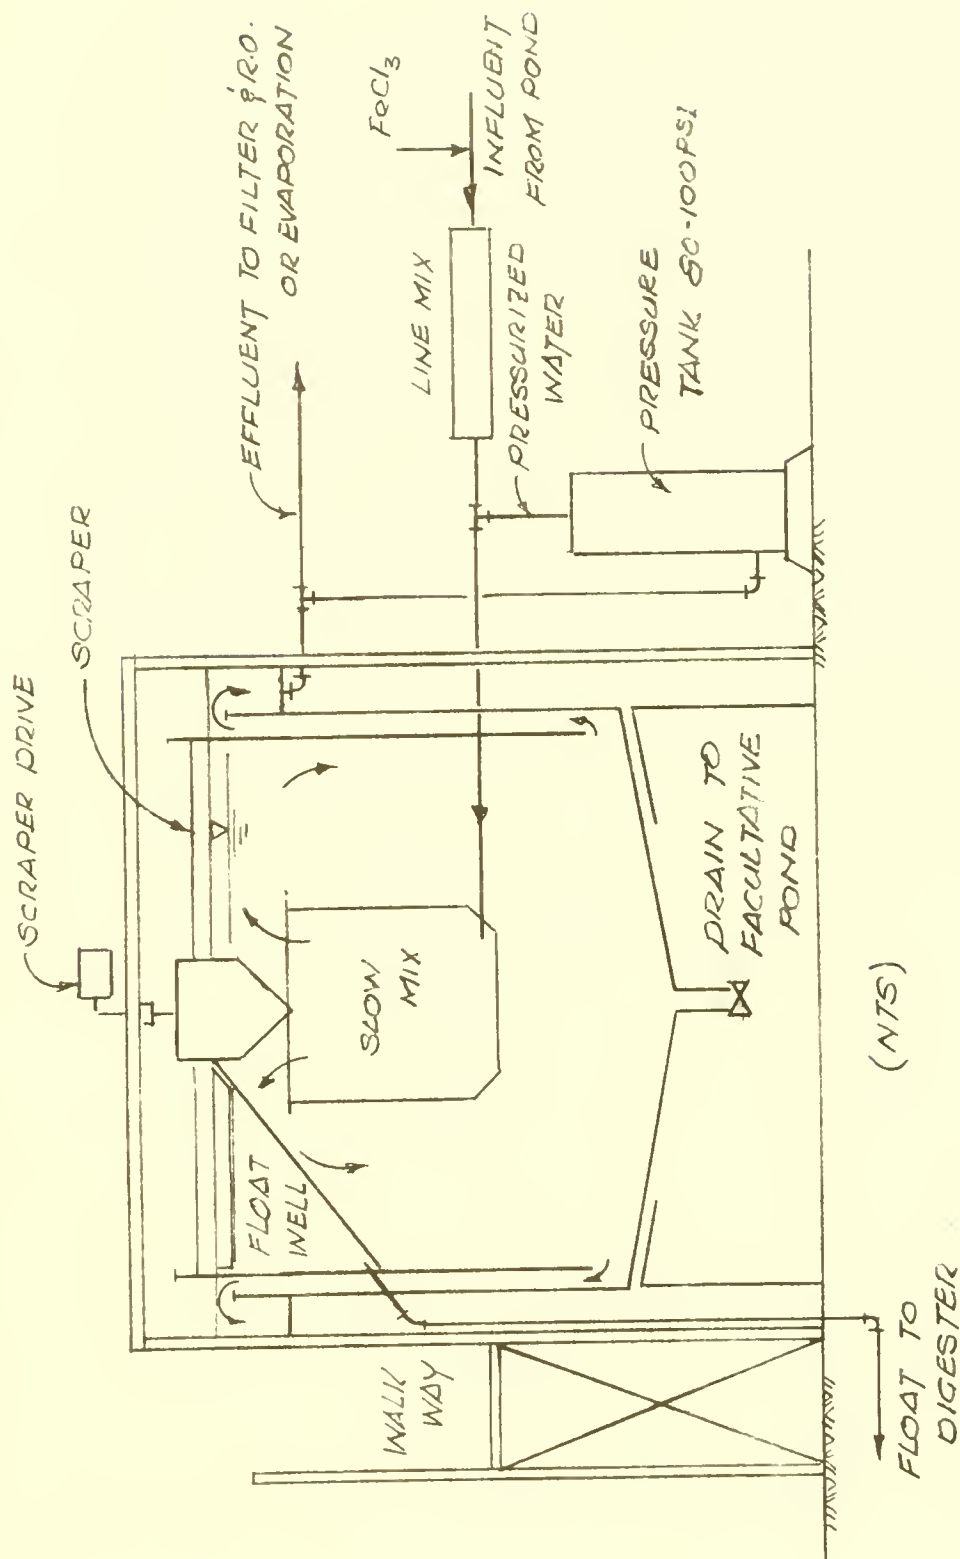 SCRAPER DRIVE
SCRAPER
EFFLUENT TO FILTER & R.O.
OR EVAPORATION
FeCl3
INFLUENT
FROM POND
LINE MIX
PRESSURIZED
WATER
PRESSURE
TANK 80-100PSI
SLOW
MIX
FLOAT
WELL
WALK
WAY
DRAIN TO
FACULTATIVE
POND
(NTS)
FLOAT TO
DIGESTER